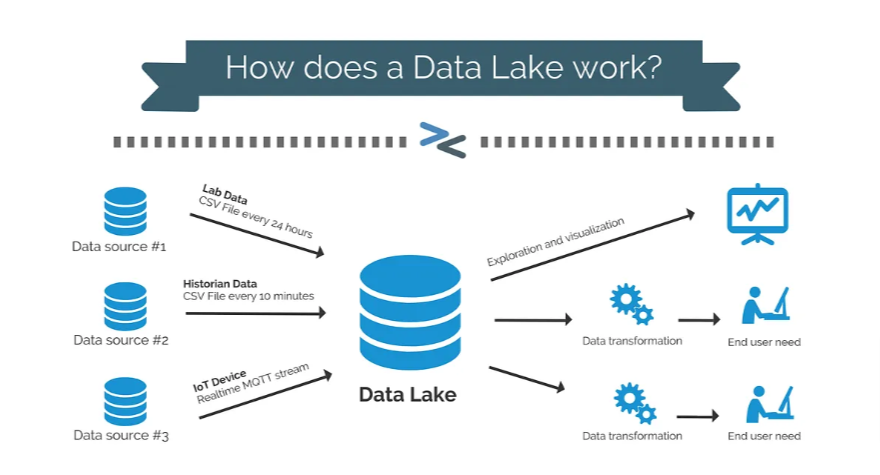 How does a Data Lake work?
Lab Data
CSV File every 24 hours
Data source #1
Historian Data
CSV File every 10 minutes
Data source #2
IoT Device
Realtime MQTT stream
Data source #3
Data Lake
Exploration and visualization
Data transformation
End user need
Data transformation
End user need